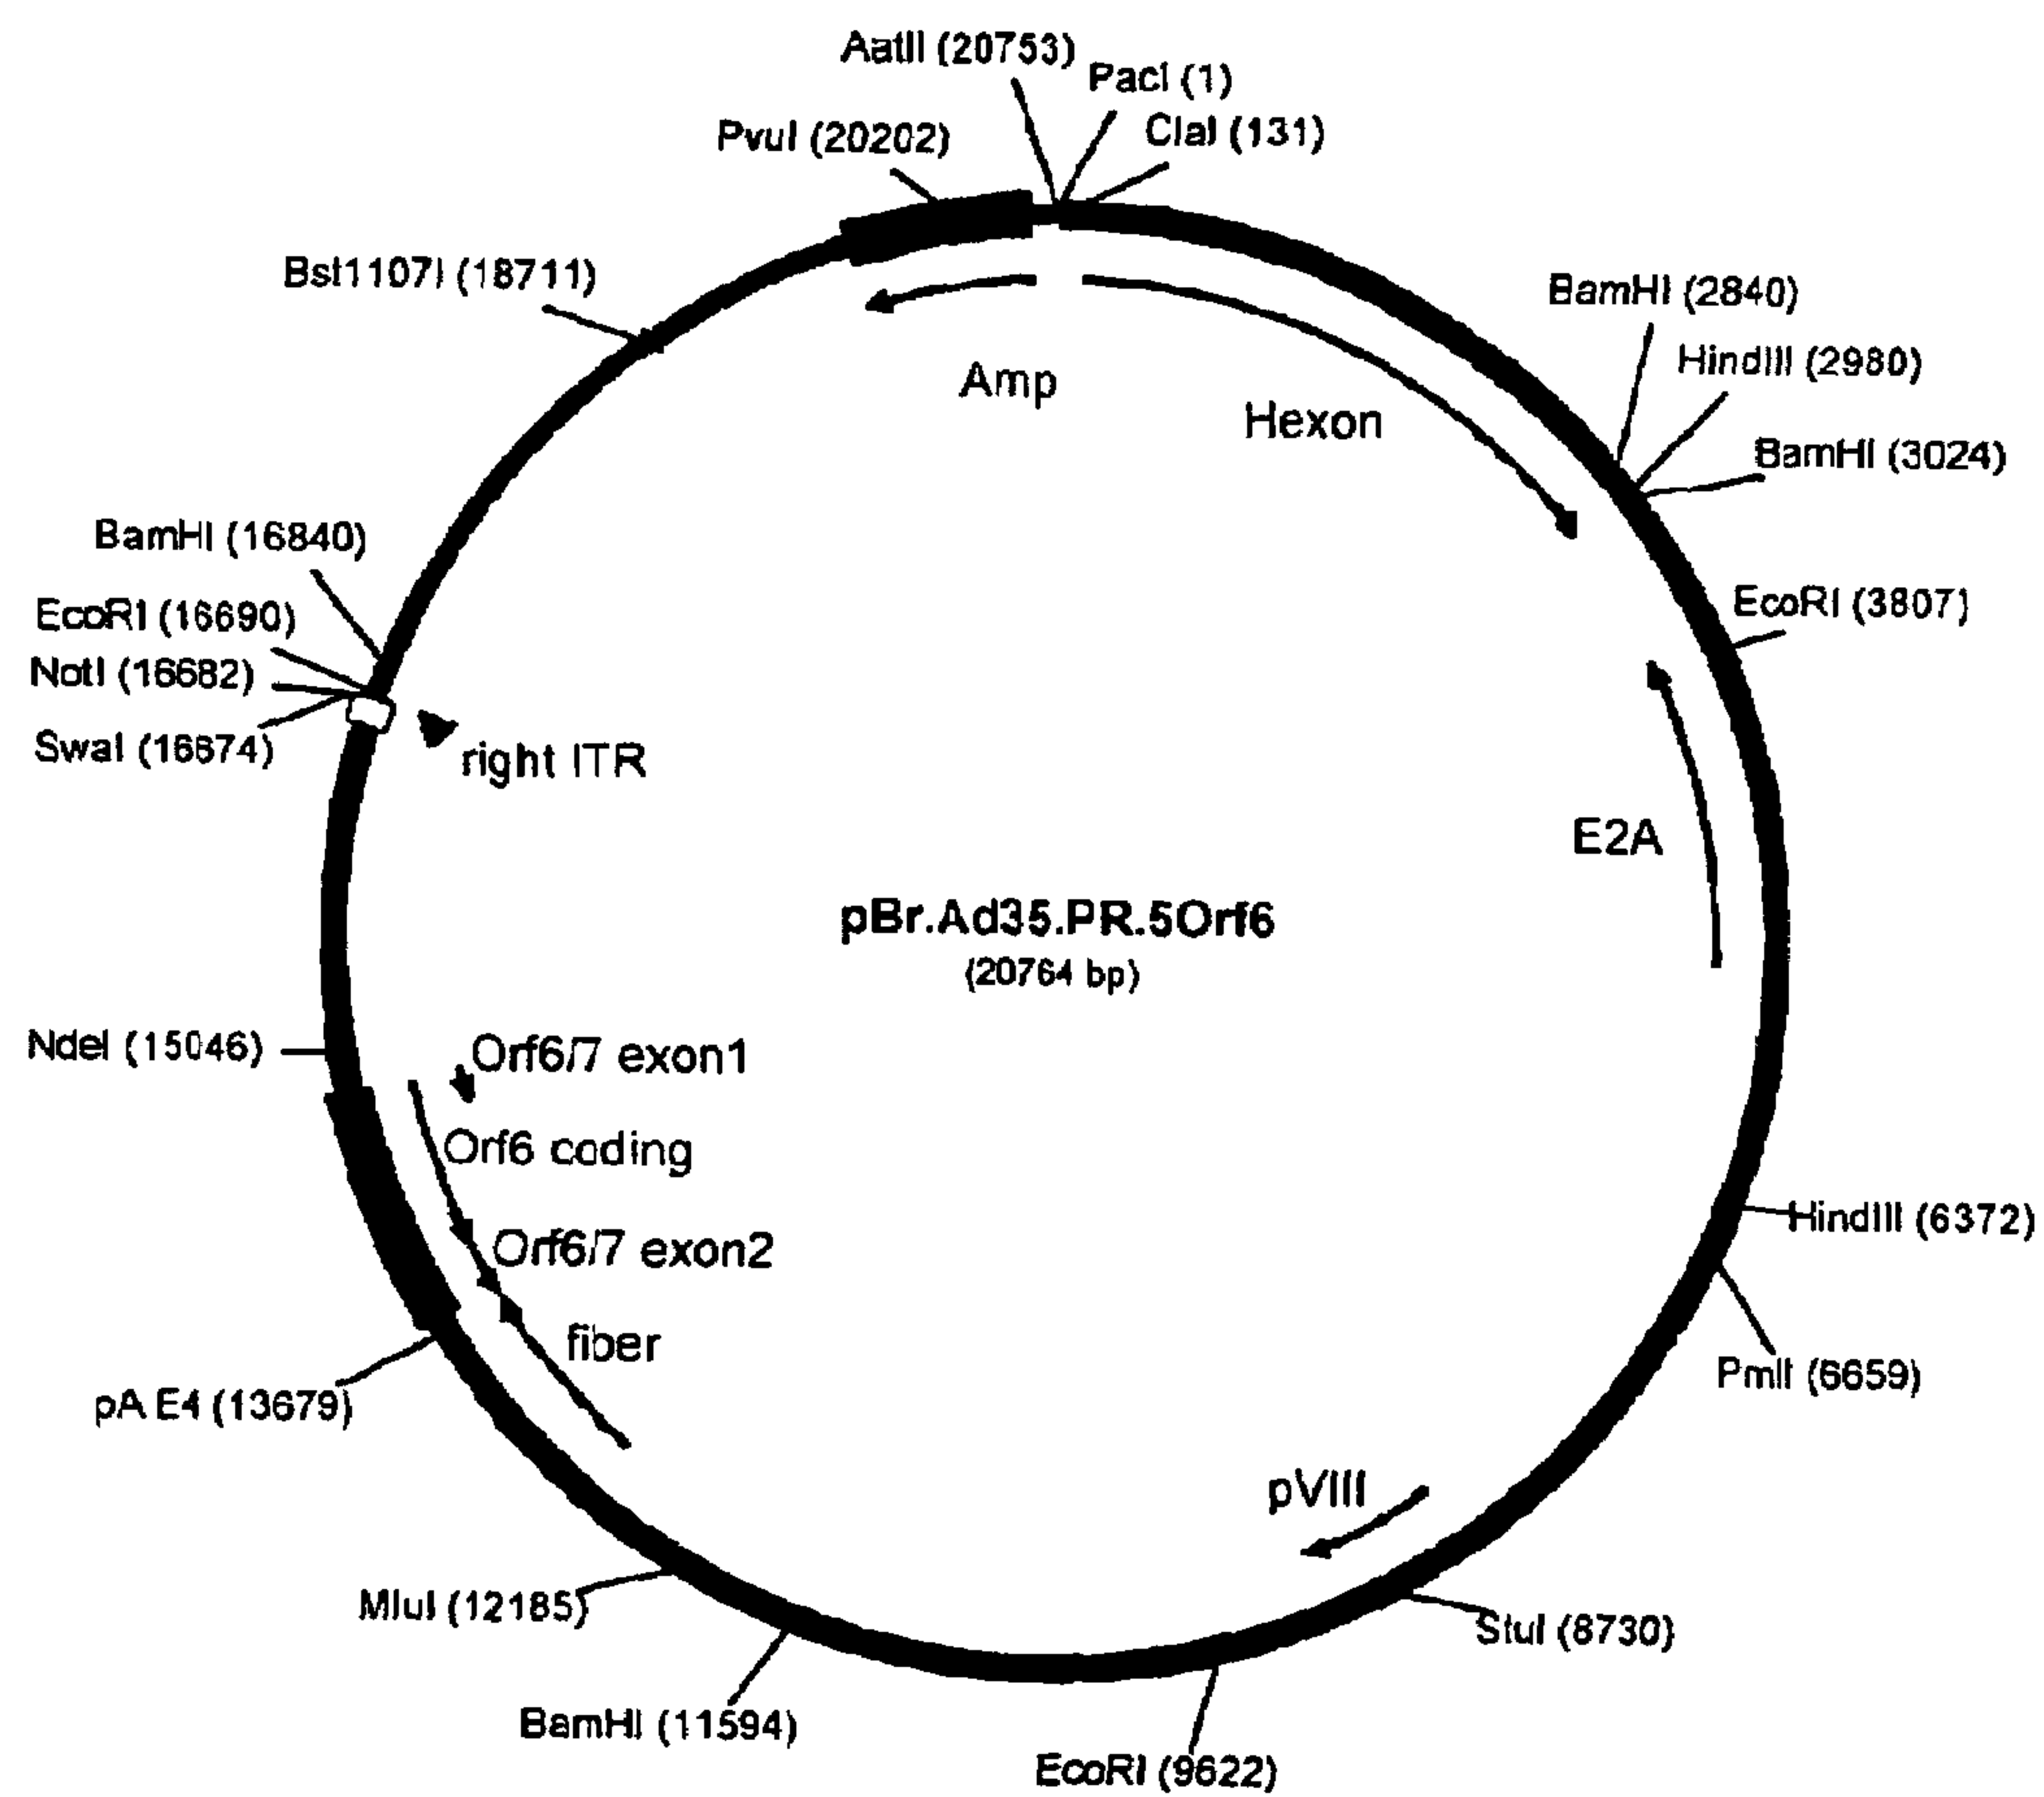 AatII (20753)
PacI (1)
PvuI (20202)
ClaI (131)
Bst1107I (18711)
BamHI (2840)
HindIII (2980)
Amp
Hexon
BamHI (3024)
BamHI (16840)
EcoRI (16690)
EcoRI (3807)
NotI (16682)
SwaI (16674)
right ITR
E2A
pBr.Ad35.PR.5Orf6
(20764 bp)
NdeI (15046)
Orf6/7 exon1
Orf6 coding
HindIII (6372)
Orf6/7 exon2
fiber
PmlI (6659)
pA E4 (13679)
pVIII
MluI (12185)
StuI (8730)
BamHI (11594)
EcoRI (9622)